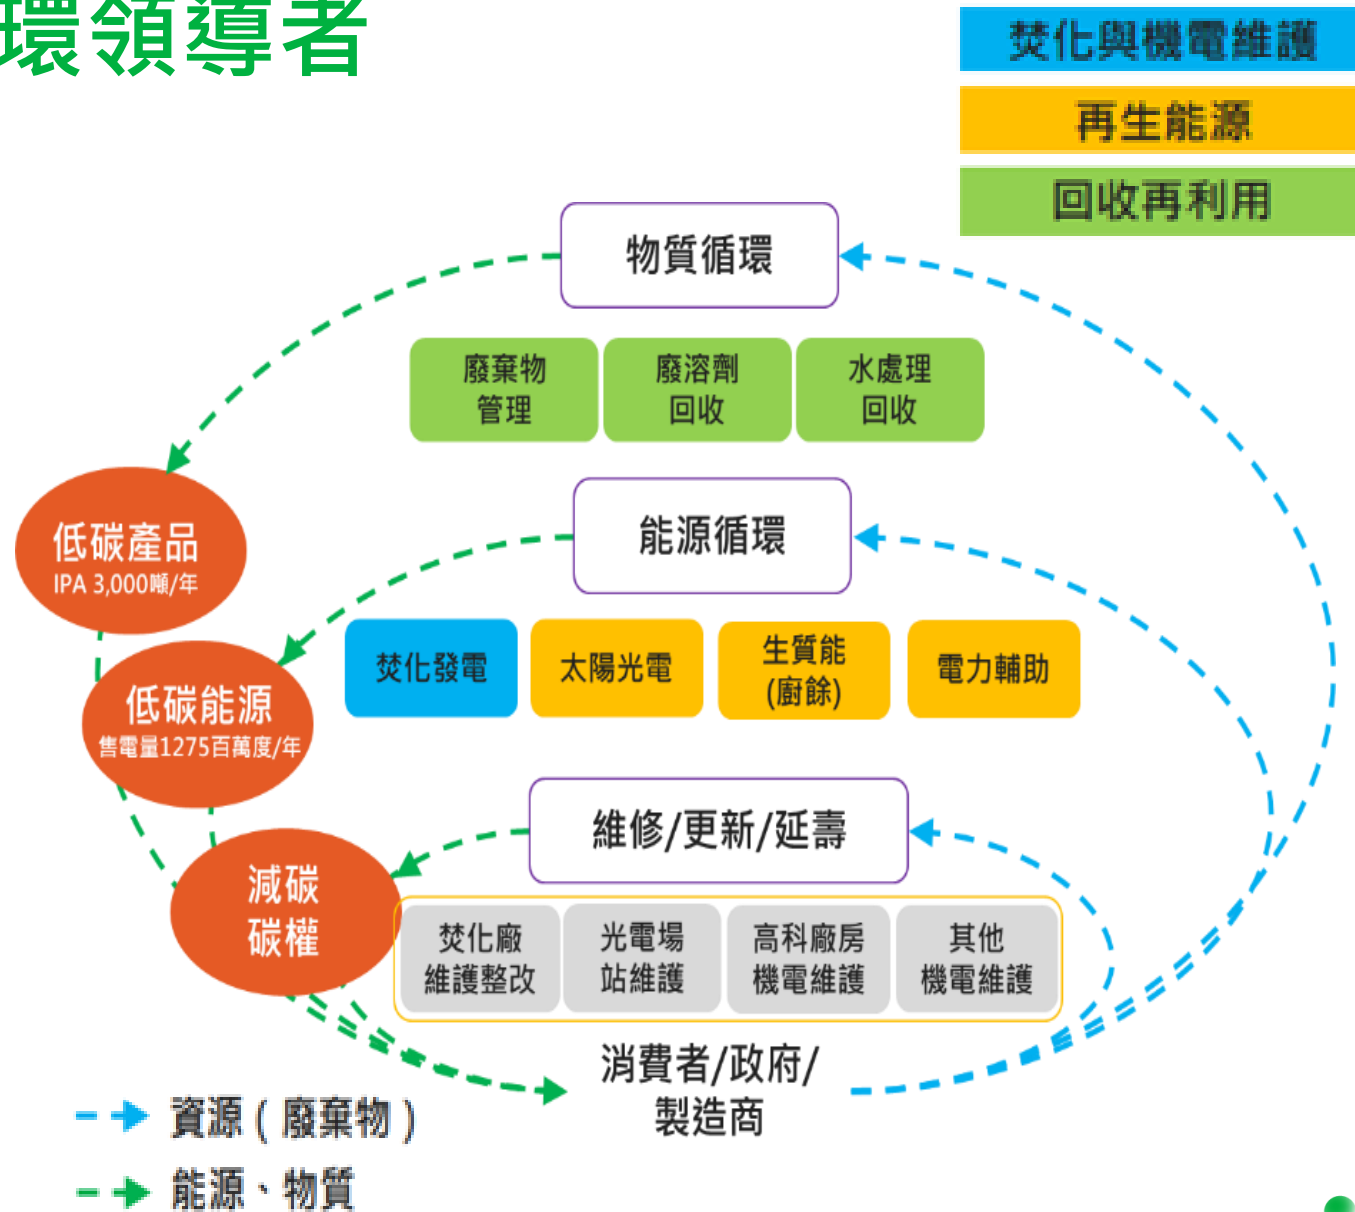 環領導者
焚化與機電維護
再生能源
回收再利用
物質循環
廢棄物
管理
廢溶劑
回收
水處理
回收
低碳產品
IPA 3,000噸/年
能源循環
焚化發電
太陽光電
生質能
(廚餘)
電力輔助
低碳能源
售電量1275百萬度/年
維修/更新/延壽
減碳
碳權
焚化廠
維護整改
光電場
站維護
高科廠房
機電維護
其他
機電維護
消費者/政府/
製造商
資源(廢棄物)
能源、物質